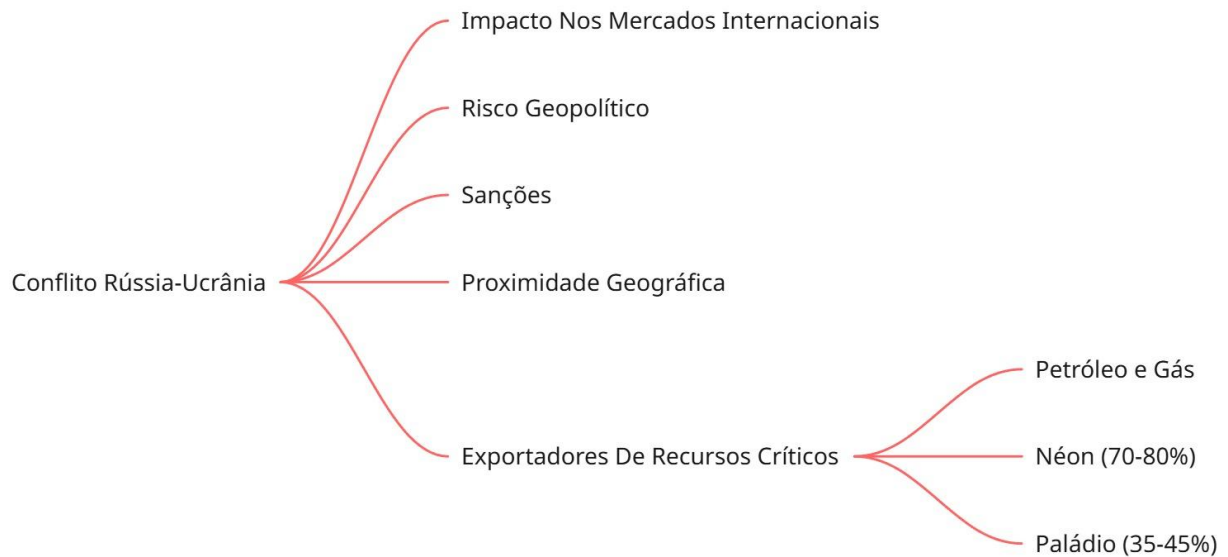 Impacto Nos Mercados Internacionais
Risco Geopolítico
Sanções
Conflito Rússia-Ucrânia
Proximidade Geográfica
Petróleo e Gás
Exportadores De Recursos Críticos
Néon (70-80%)
Paládio (35-45%)